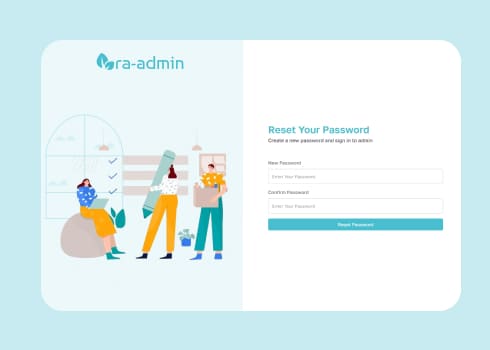 ra-admin
Reset Your Password
Create a new password and sign in to admin
New Password
Enter Your Password
Confirm Password
Enter Your Password
Reset Password